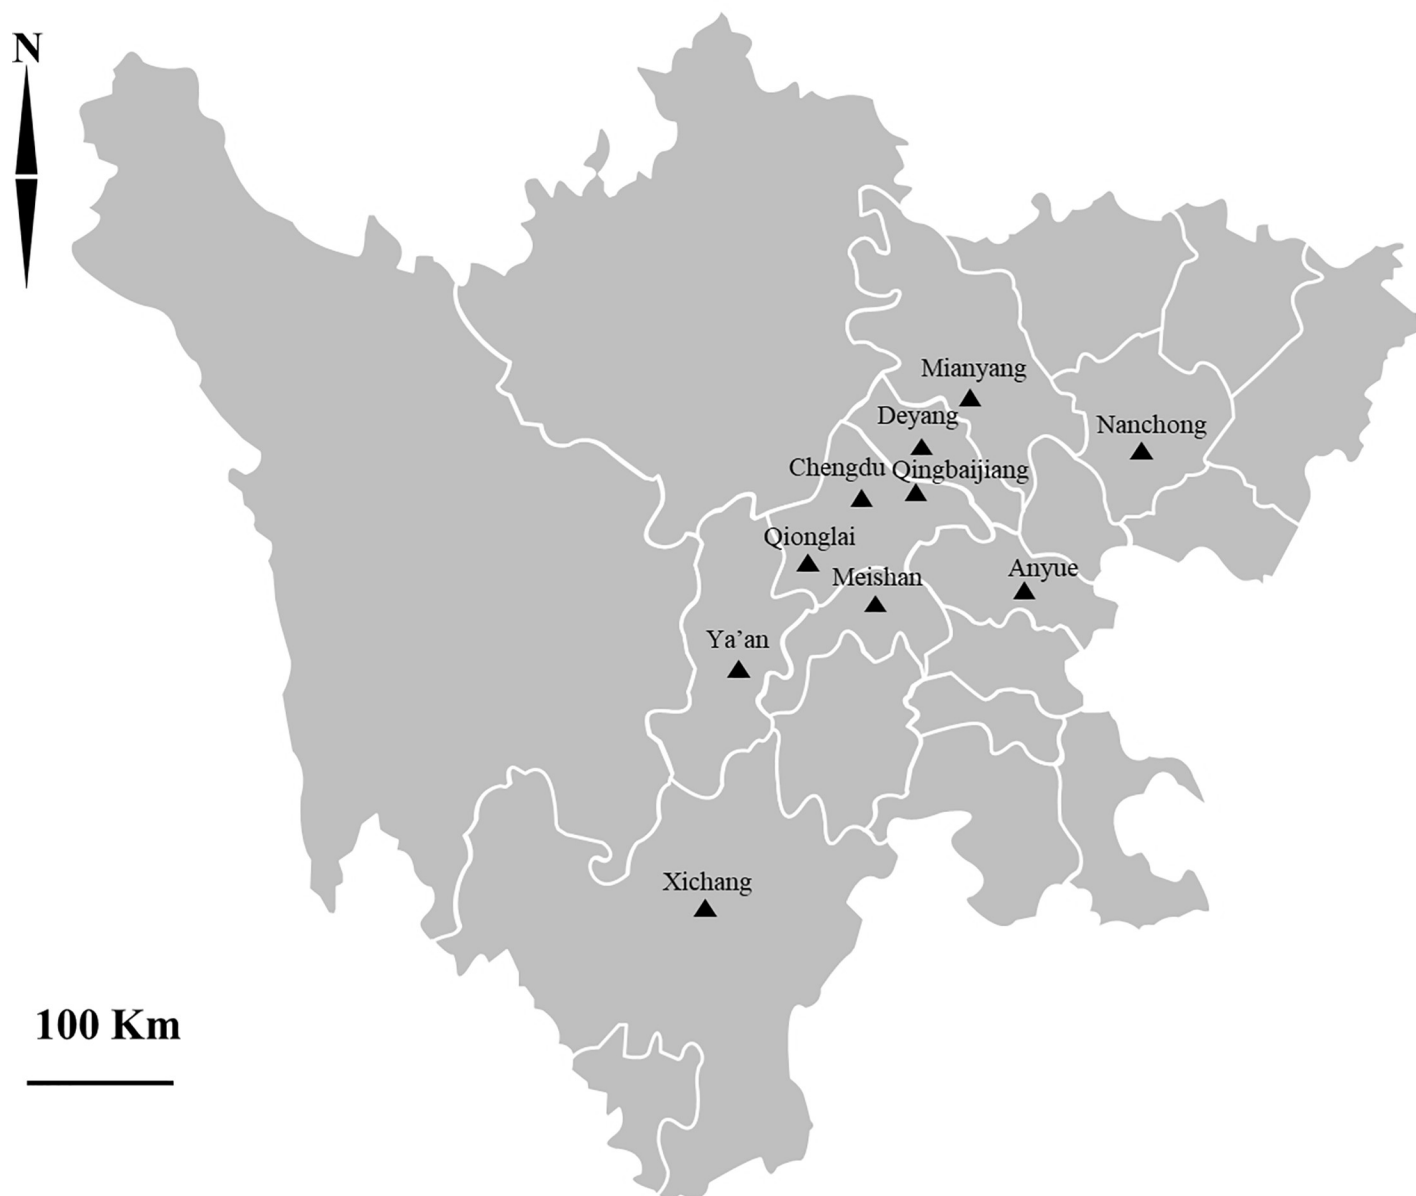 N
Mianyang
Deyang
Nanchong
Chengdu
Qingbaijiang
Qionglai
Meishan
Anyue
Ya’an
Xichang
100 Km